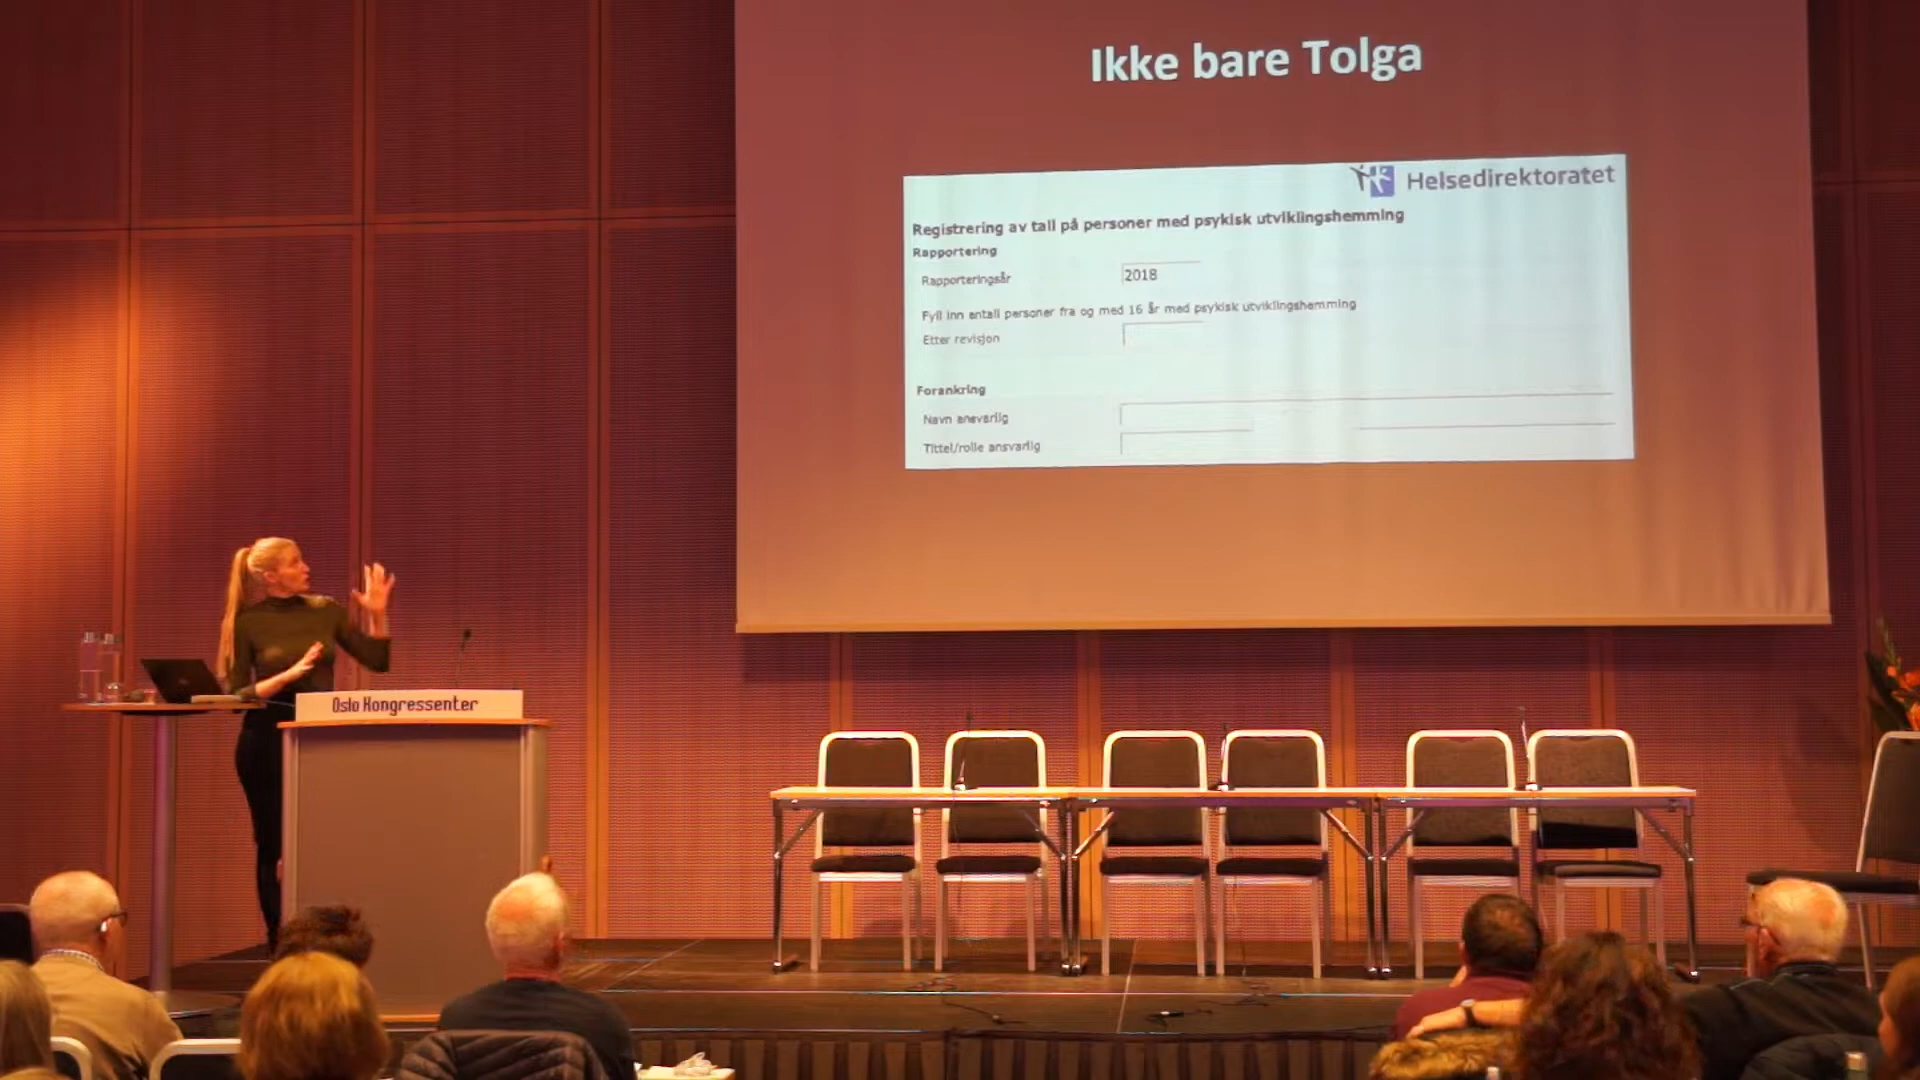 Ikke bare Tolga
Helsedirektoratet
Registrering av tall på personer med psykisk utviklingshemming
Rapportering
Rapporteringsår 2018
Fyll inn antall personer fra og med 16 år med psykisk utviklingshemming
Etter revisjon
Forankring
Navn ansvarlig
Tittel/rolle ansvarlig
Oslo Kongressenter